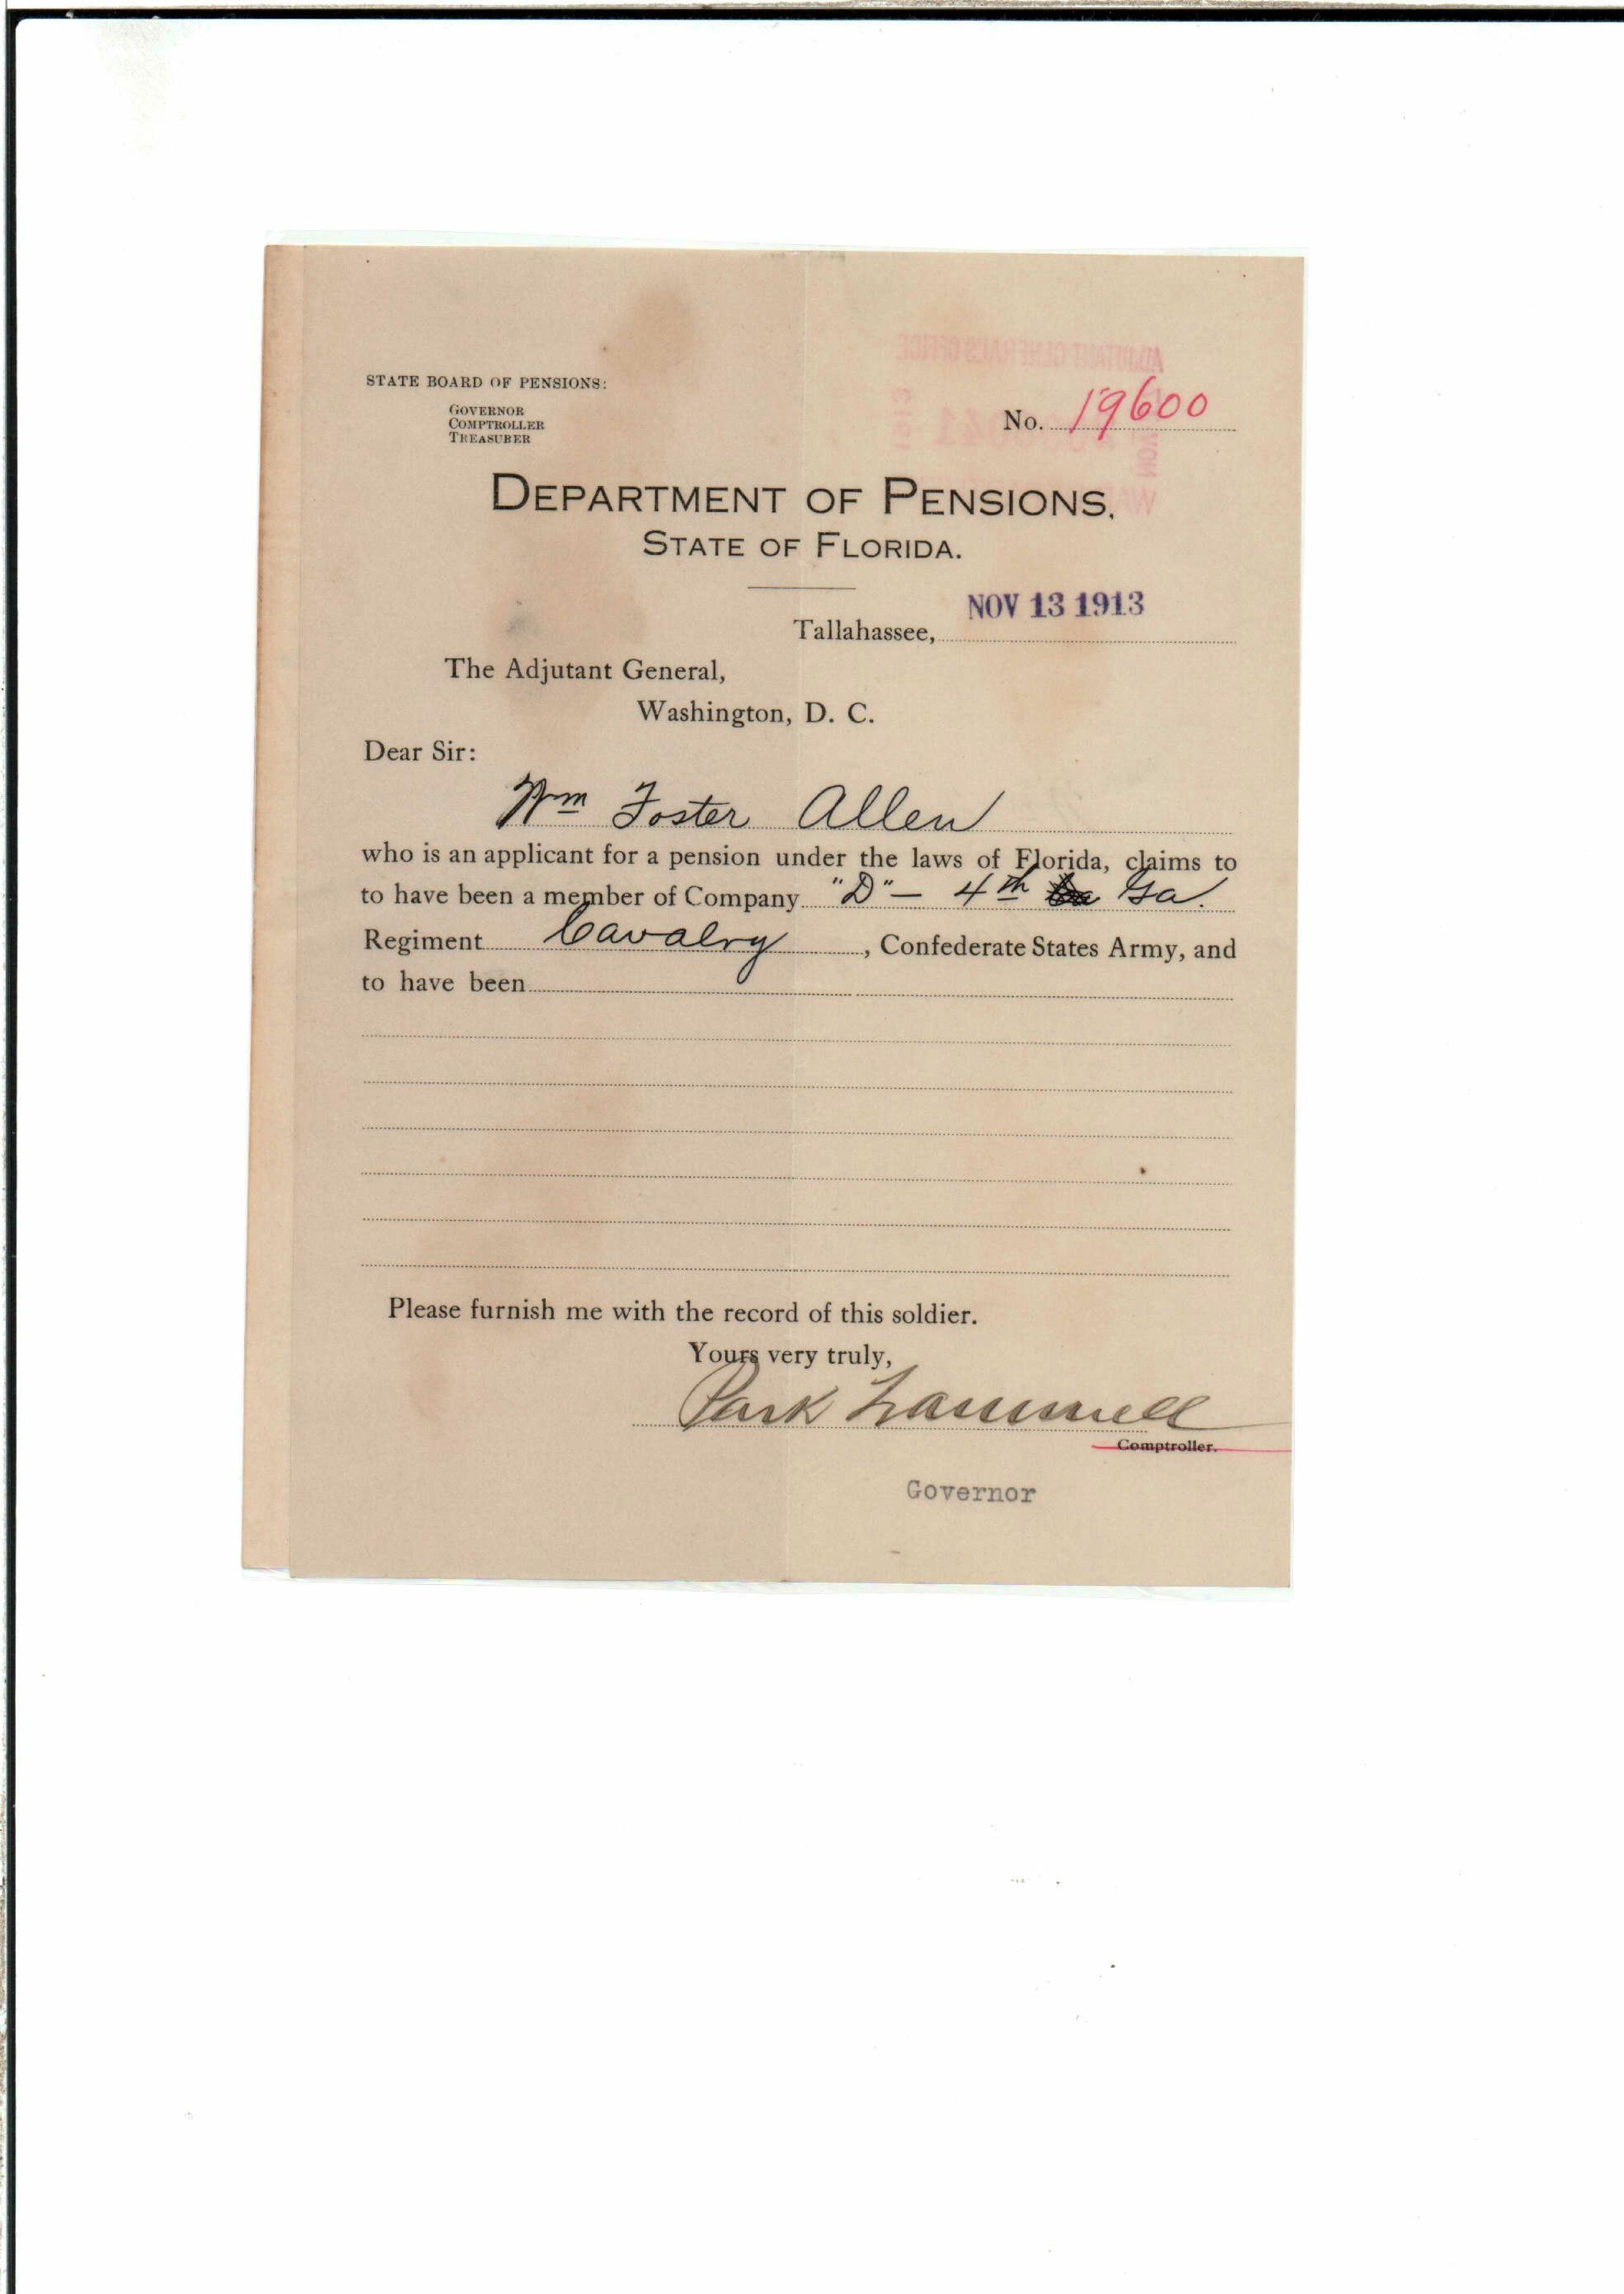 STATE BOARD OF PENSIONS:
GOVERNOR
COMPTROLLER
TREASURER
No. 19600
DEPARTMENT OF PENSIONS,
STATE OF FLORIDA.
NOV 13 1913
Tallahassee,
The Adjutant General,
Washington, D. C.
Dear Sir:
Wm Foster Allen
who is an applicant for a pension under the laws of Florida, claims to
to have been a member of Company "D" – 4th Ga.
Regiment Cavalry, Confederate States Army, and
to have been
Please furnish me with the record of this soldier.
Yours very truly,
Park Trammell
Comptroller.
Governor